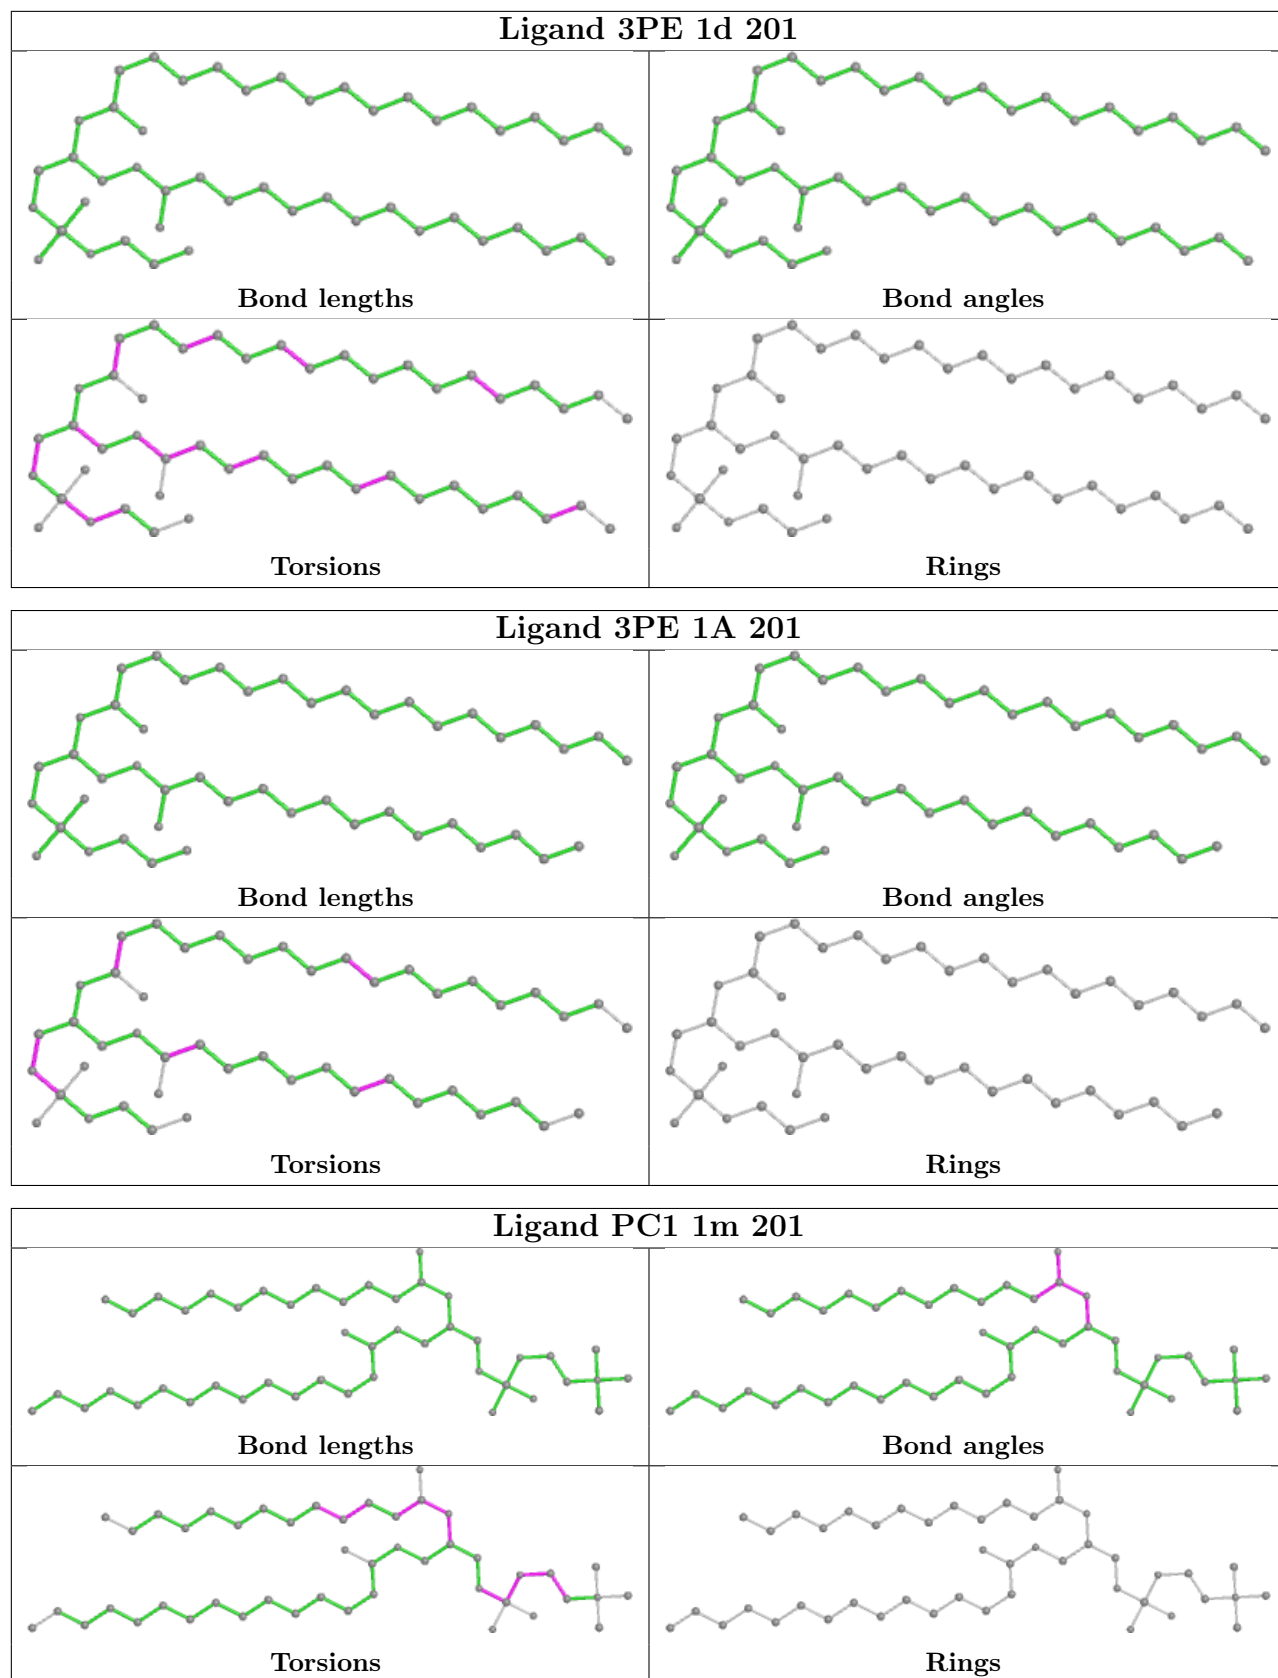 Ligand 3PE 1d 201
Bond lengths
Bond angles
Torsions
Rings
Ligand 3PE 1A 201
Bond lengths
Bond angles
Torsions
Rings
Ligand PC1 1m 201
Bond lengths
Bond angles
Torsions
Rings